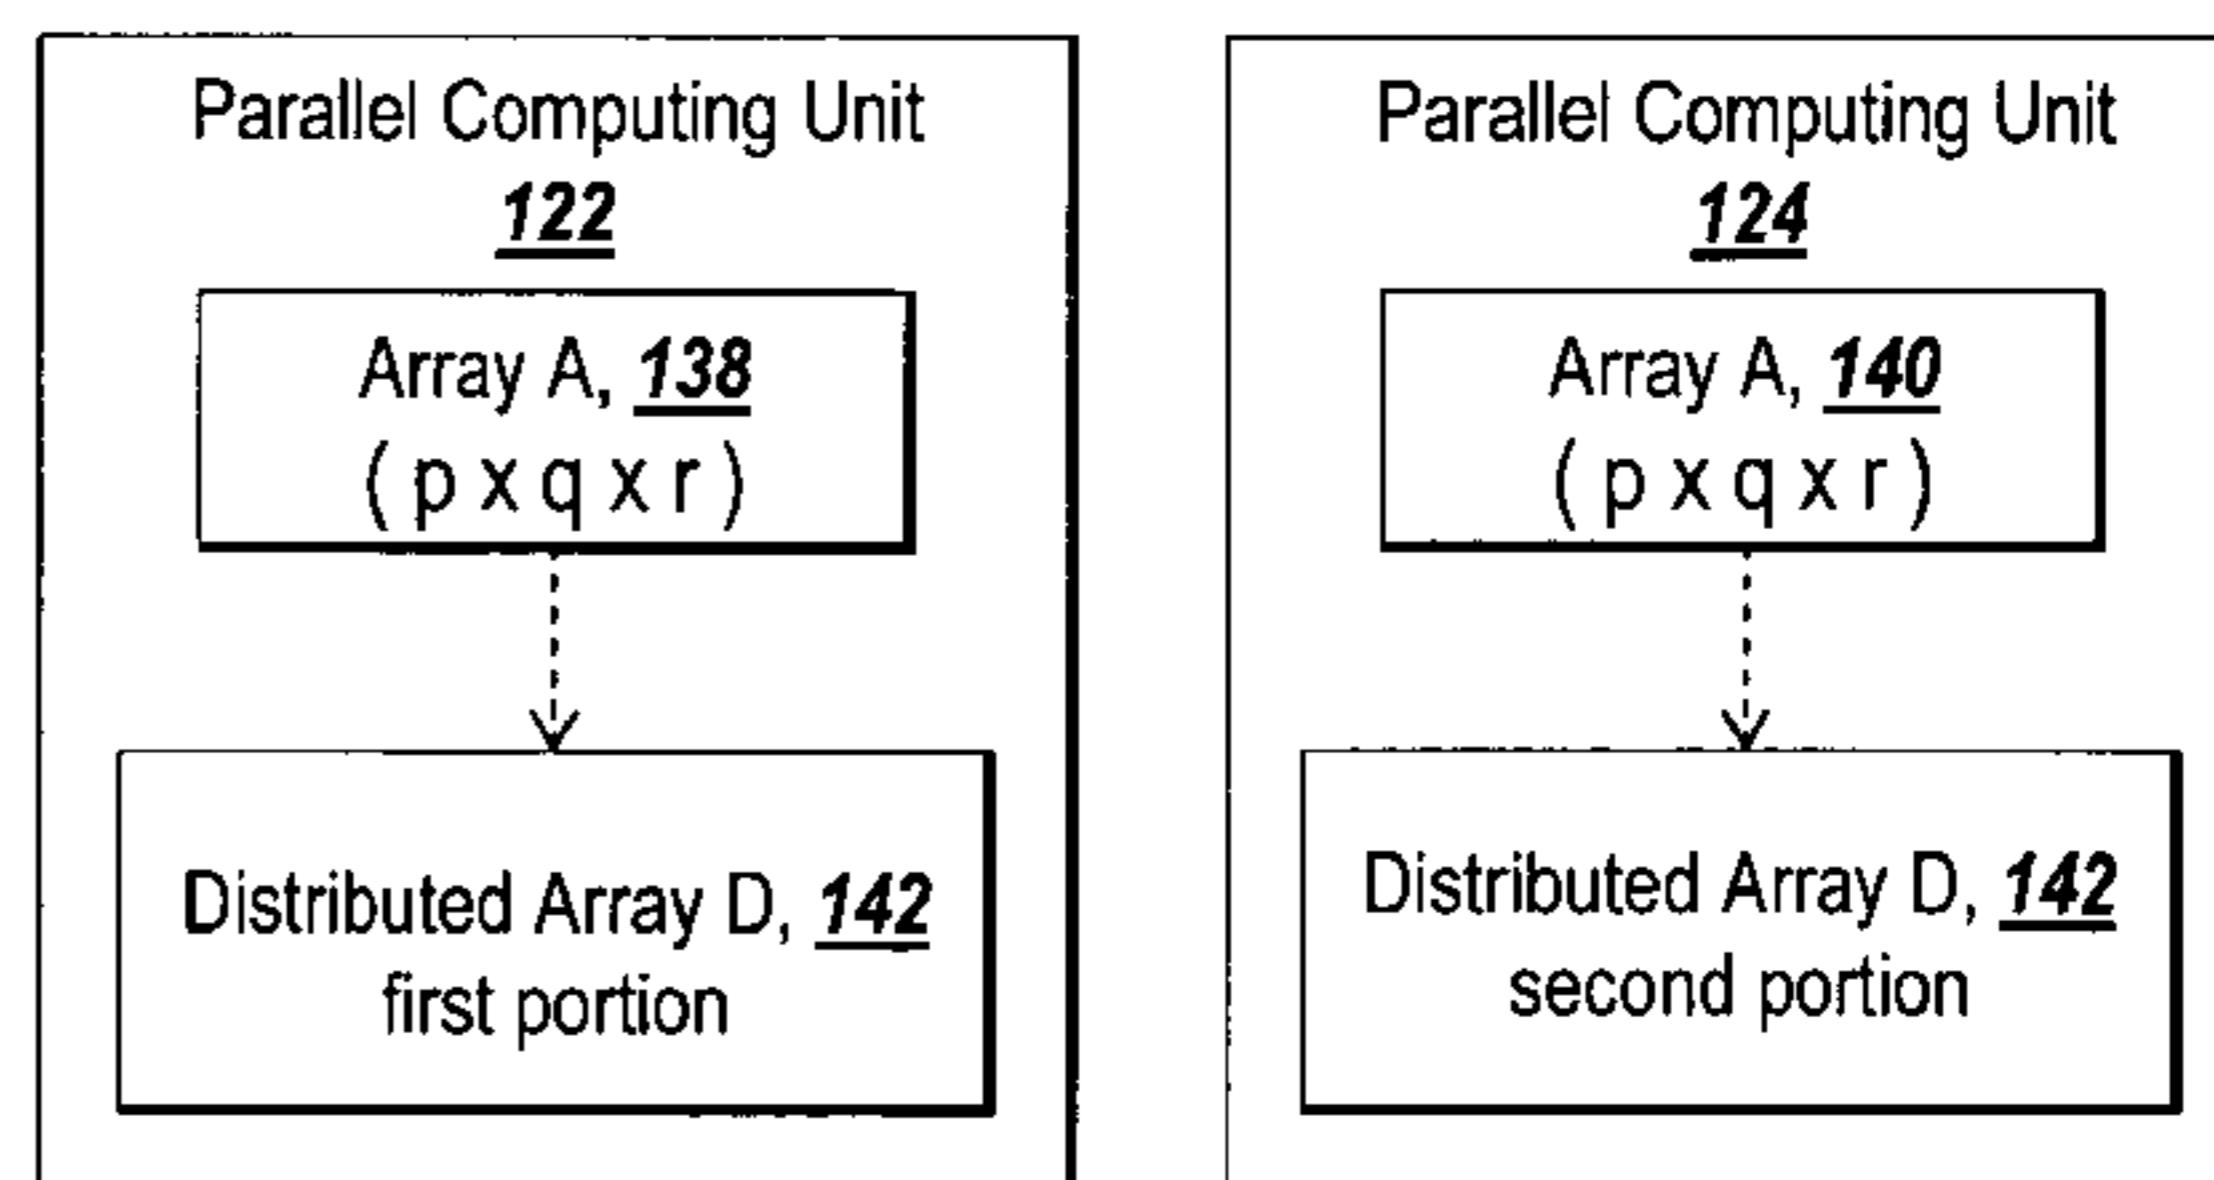 Parallel Computing Unit
122
Array A, 138
( p x q x r )
Distributed Array D, 142
first portion
Parallel Computing Unit
124
Array A, 140
( p x q x r )
Distributed Array D, 142
second portion